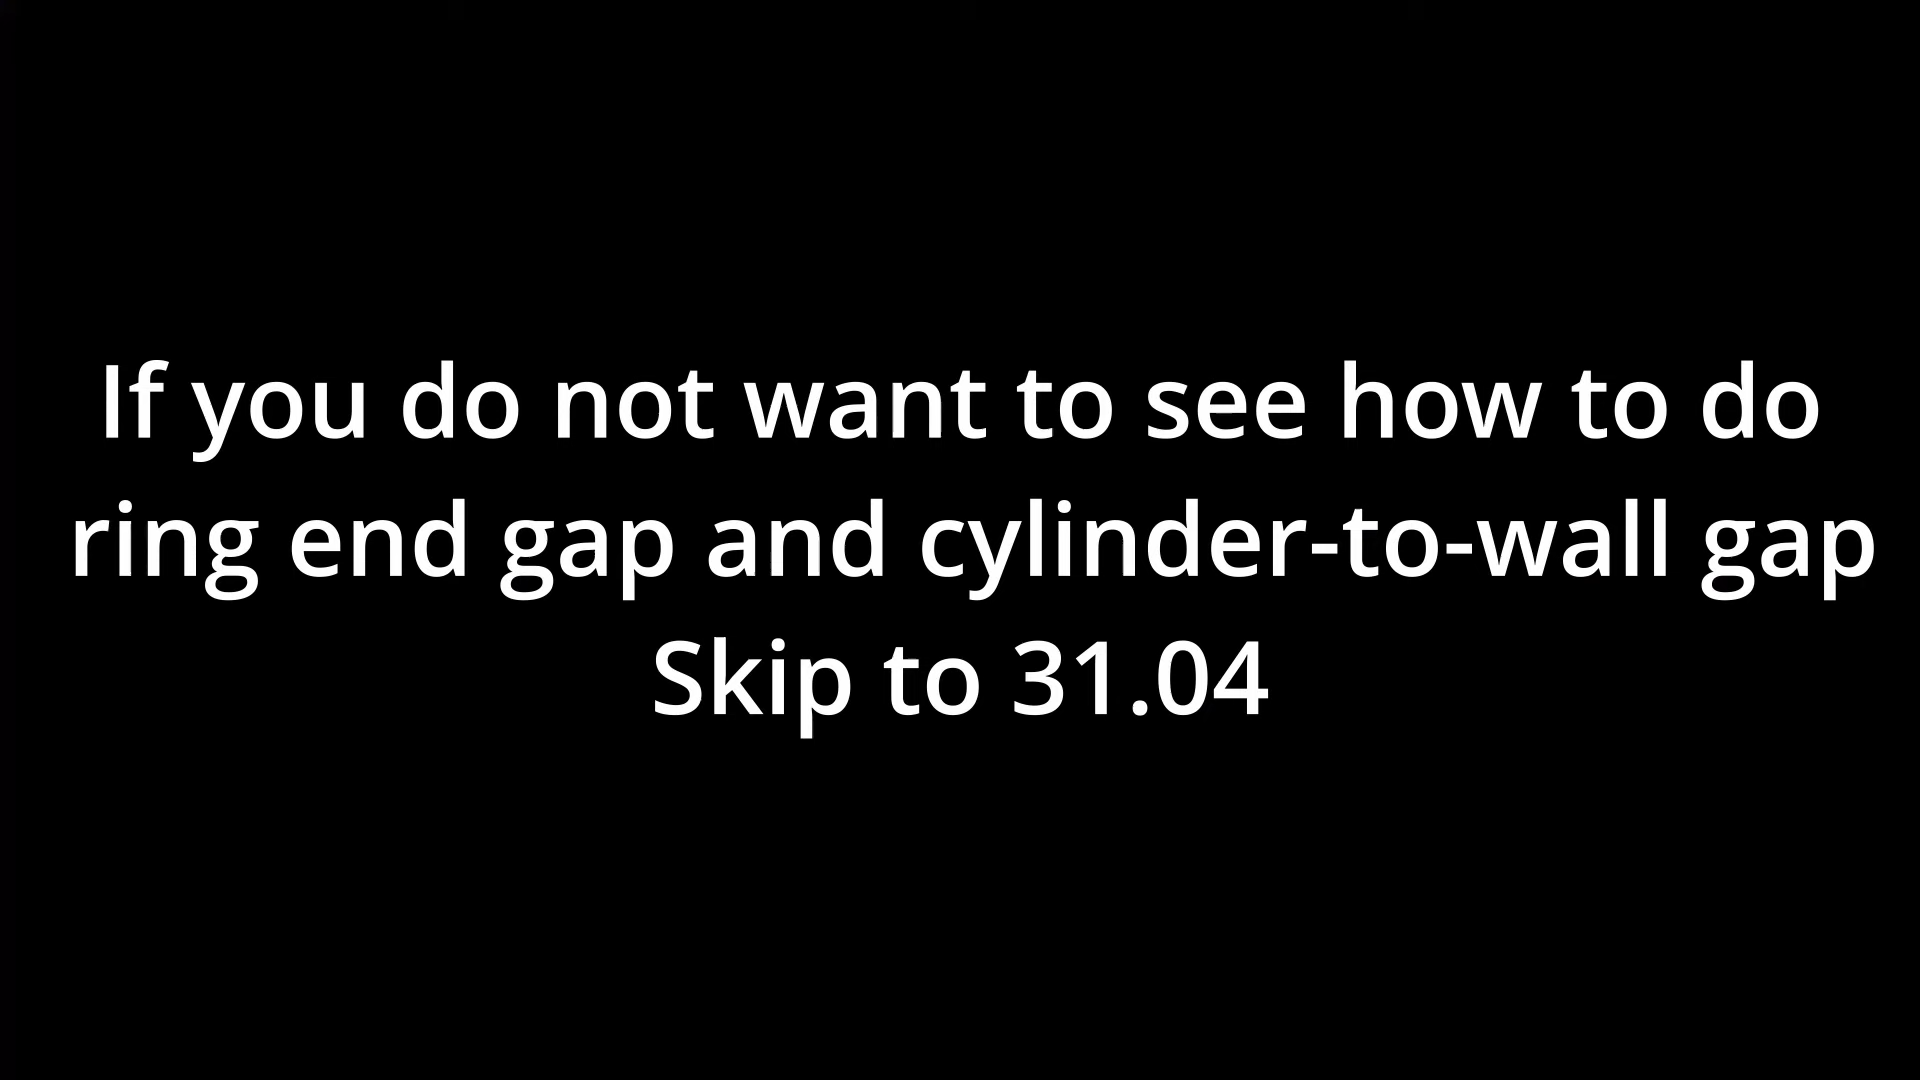 If you do not want to see how to do
ring end gap and cylinder-to-wall gap
Skip to 31.04